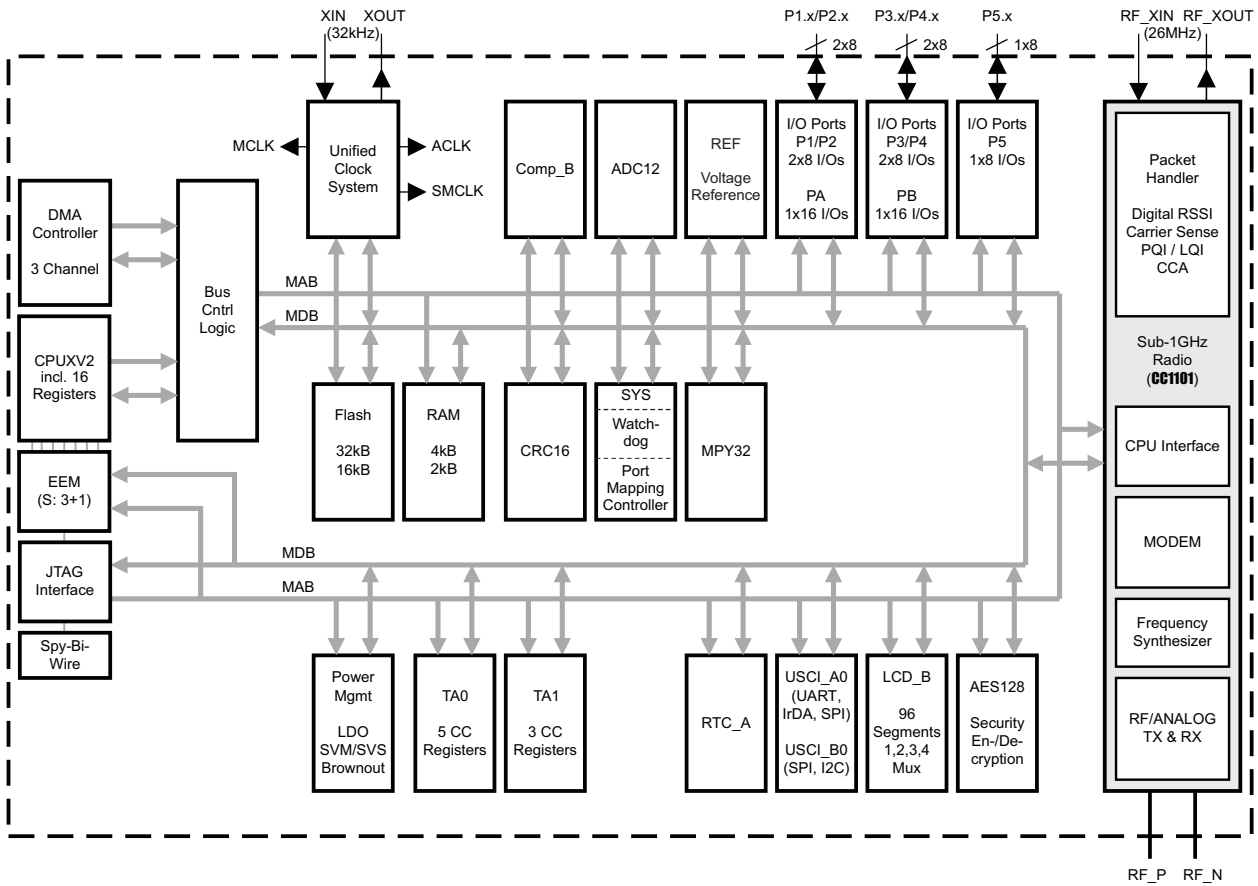 XIN XOUT
(32kHz)
P1.x/P2.x
2x8
P3.x/P4.x
2x8
P5.x
1x8
RF_XIN RF_XOUT
(26MHz)
MCLK
Unified
Clock
System
ACLK
SMCLK
Comp_B
ADC12
REF
Voltage
Reference
I/O Ports
P1/P2
2x8 I/Os
PA
1x16 I/Os
I/O Ports
P3/P4
2x8 I/Os
PB
1x16 I/Os
I/O Ports
P5
1x8 I/Os
Packet
Handler
Digital RSSI
Carrier Sense
PQI / LQI
CCA
DMA
Controller
3 Channel
Bus
Cntrl
Logic
MAB
MDB
CPUXV2
incl. 16
Registers
Sub-1GHz
Radio
(CC1101)
Flash
32kB
16kB
RAM
4kB
2kB
CRC16
SYS
Watch-
dog
Port
Mapping
Controller
MPY32
CPU Interface
EEM
(S: 3+1)
MODEM
JTAG
Interface
MDB
MAB
Frequency
Synthesizer
Spy-Bi-
Wire
Power
Mgmt
LDO
SVM/SVS
Brownout
TA0
5 CC
Registers
TA1
3 CC
Registers
RTC_A
USCI_A0
(UART,
IrDA, SPI)
USCI_B0
(SPI, I2C)
LCD_B
96
Segments
1,2,3,4
Mux
AES128
Security
En-/De-
cryption
RF/ANALOG
TX & RX
RF_P RF_N